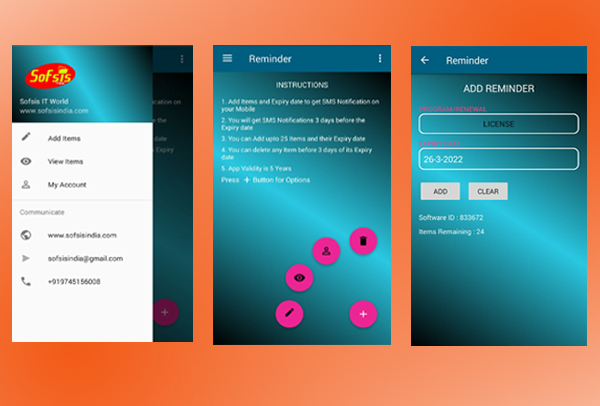 SoFsis
Sofsis IT World
www.sofsisindia.com
Add Items
View Items
My Account
Communicate
www.sofsisindia.com
sofsisindia@gmail.com
+919745156008
Reminder
INSTRUCTIONS
1. Add Items and Expiry date to get SMS Notification on
your Mobile
2. You will get SMS Notifications 3 days before the
Expiry date
3. You can Add upto 25 Items and their Expiry date
4. You can delete any Item before 3 days of its Expiry
date
5. App Validity is 5 Years
Press + Button for Options
Reminder
ADD REMINDER
PROGRAM/RENEWAL
LICENSE
26-3-2022
ADD CLEAR
Software ID : 833672
Items Remaining : 24